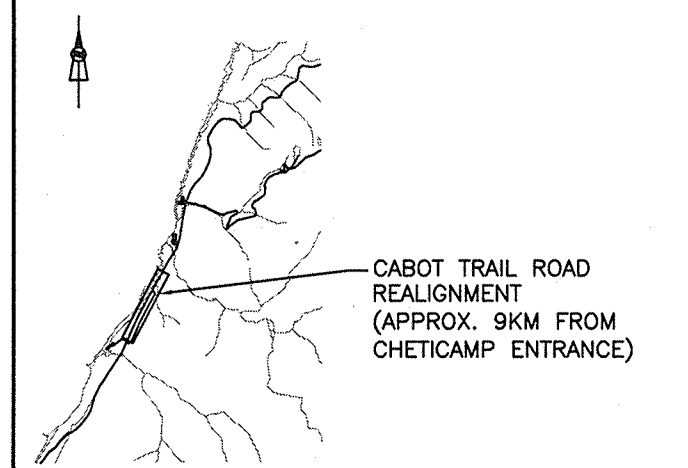 CABOT TRAIL ROAD
REALIGNMENT
(APPROX. 9KM FROM
CHETICAMP ENTRANCE)